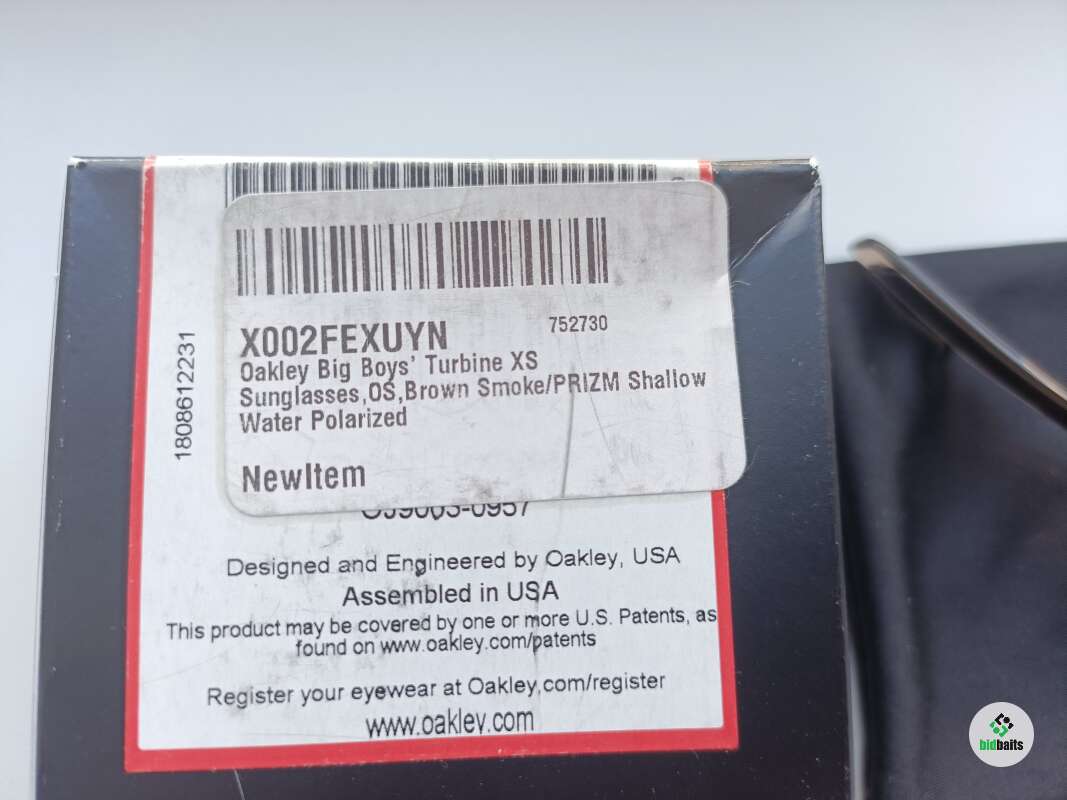 X002FEXUYN
752730
Oakley Big Boys' Turbine XS
Sunglasses,OS,Brown Smoke/PRIZM Shallow
Water Polarized
NewItem
1808612231
Designed and Engineered by Oakley, USA
Assembled in USA
This product may be covered by one or more U.S. Patents, as
found on www.oakley.com/patents
Register your eyewear at Oakley.com/register
www.oakley.com
bidbaits